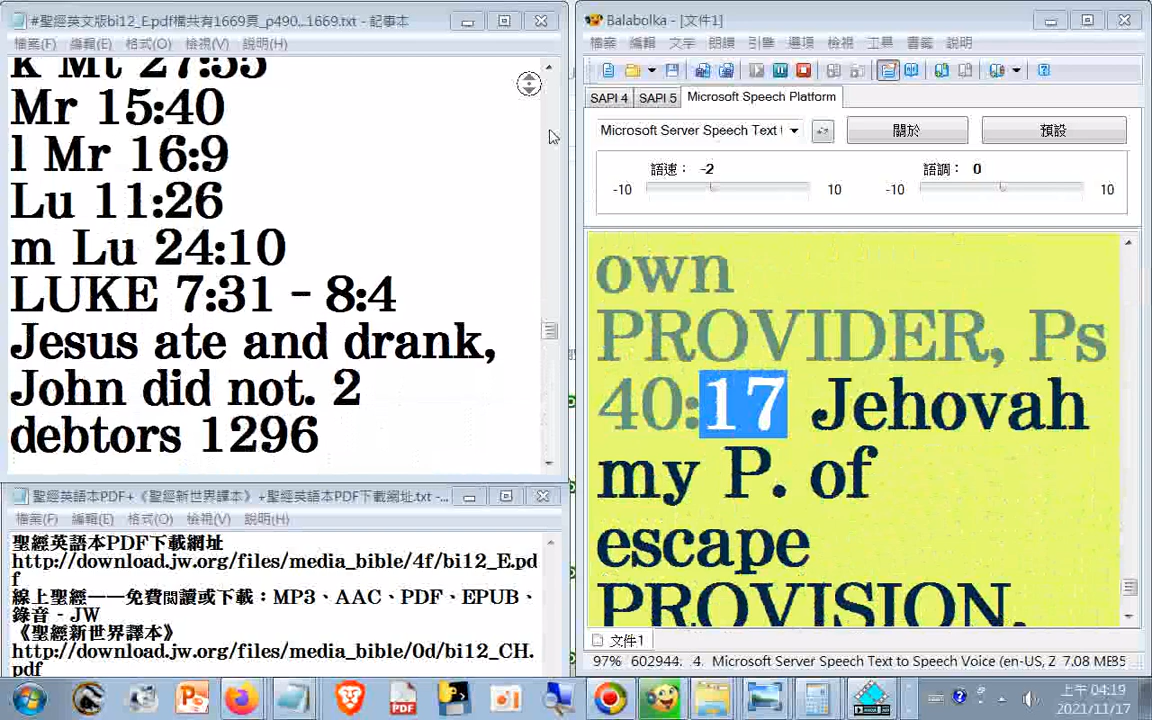 #聖經英文版bi12_E.pdf檔共有1669頁_p490..._1669.txt - 記事本
檔案(F) 編輯(E) 格式(O) 檢視(V) 說明(H)
k Mt 27:55
Mr 15:40
l Mr 16:9
Lu 11:26
m Lu 24:10
LUKE 7:31 - 8:4
Jesus ate and drank,
John did not. 2
debtors 1296
聖經英語本PDF+《聖經新世界譯本》+聖經英語本PDF下載網址.txt - ...
檔案(F) 編輯(E) 格式(O) 檢視(V) 說明(H)
聖經英語本PDF下載網址
http://download.jw.org/files/media_bible/4f/bi12_E.pd
f
線上聖經——免費閱讀或下載：MP3、AAC、PDF、EPUB、
錄音 - JW
《聖經新世界譯本》
http://download.jw.org/files/media_bible/0d/bi12_CH.
pdf
Balabolka - [文件1]
檔案 編輯 文字 朗讀 引擎 選項 檢視 工具 書籤 說明
SAPI 4 SAPI 5 Microsoft Speech Platform
Microsoft Server Speech Text 關於 預設
語速： -2 語調： 0
-10 10 -10 10
own
PROVIDER, Ps
40:17 Jehovah
my P. of
escape
PROVISION.
文件1
97% 602944. .4. Microsoft Server Speech Text to Speech Voice (en-US, Z 7.08 MB
上午 04:19
2021/11/17